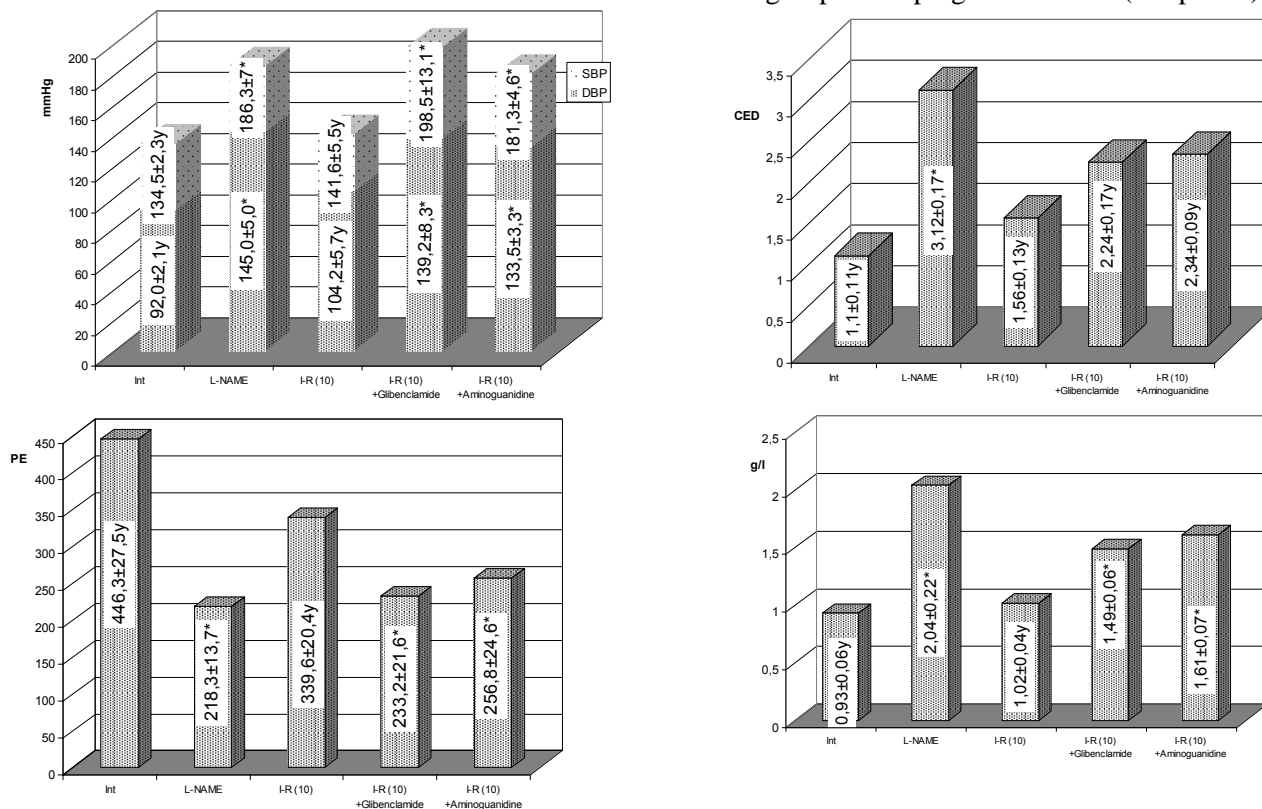 mmHg
200
180
160
140
120
100
80
60
40
20
0
134,5±2,3y
92,0±2,1y
186,3±7*
145,0±5,0*
141,6±5,5y
104,2±5,7y
198,5±13,1*
139,2±8,3*
181,3±4,6*
133,5±3,3*
SBP
DBP
Int
L-NAME
I-R (10)
I-R (10)
+Glibenclamide
I-R (10)
+Aminoguanidine
CED
3,5
3
2,5
2
1,5
1
0,5
0
1,1±0,11y
3,12±0,17*
1,56±0,13y
2,24±0,17y
2,34±0,09y
Int
L-NAME
I-R (10)
I-R (10)
+Glibenclamide
I-R (10)
+Aminoguanidine
PE
450
400
350
300
250
200
150
100
50
0
446,3±27,5y
218,3±13,7*
339,6±20,4y
233,2±21,6*
256,8±24,6*
Int
L-NAME
I-R (10)
I-R (10)
+Glibenclamide
I-R (10)
+Aminoguanidine
g/l
2,5
2
1,5
1
0,5
0
0,93±0,06y
2,04±0,22*
1,02±0,04y
1,49±0,06*
1,61±0,07*
Int
L-NAME
I-R (10)
I-R (10)
+Glibenclamide
I-R (10)
+Aminoguanidine